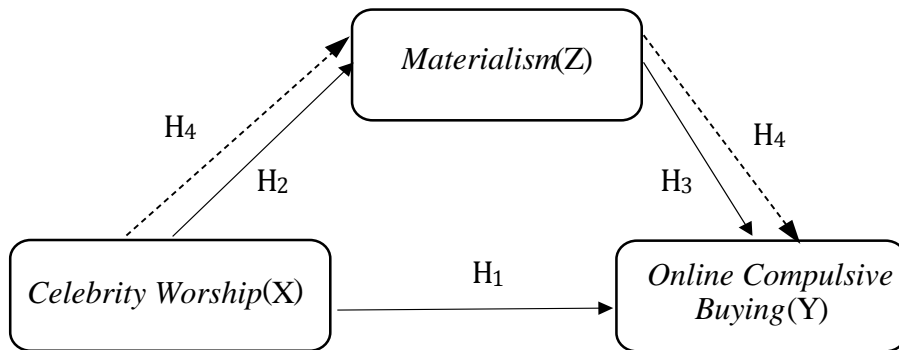 Materialism(Z)
H4
H4
H2
H3
Celebrity Worship(X)
H1
Online Compulsive
Buying(Y)